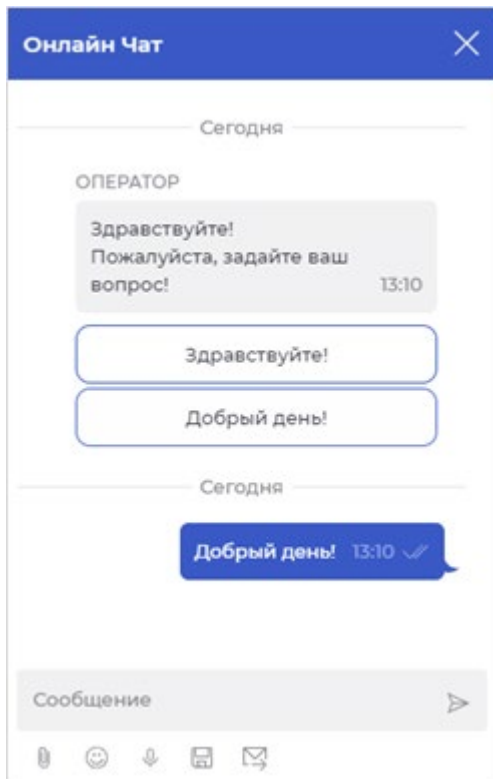 Онлайн Чат
Сегодня
ОПЕРАТОР
Здравствуйте!
Пожалуйста, задайте ваш
вопрос! 13:10
Здравствуйте!
Добрый день!
Сегодня
Добрый день! 13:10
Сообщение